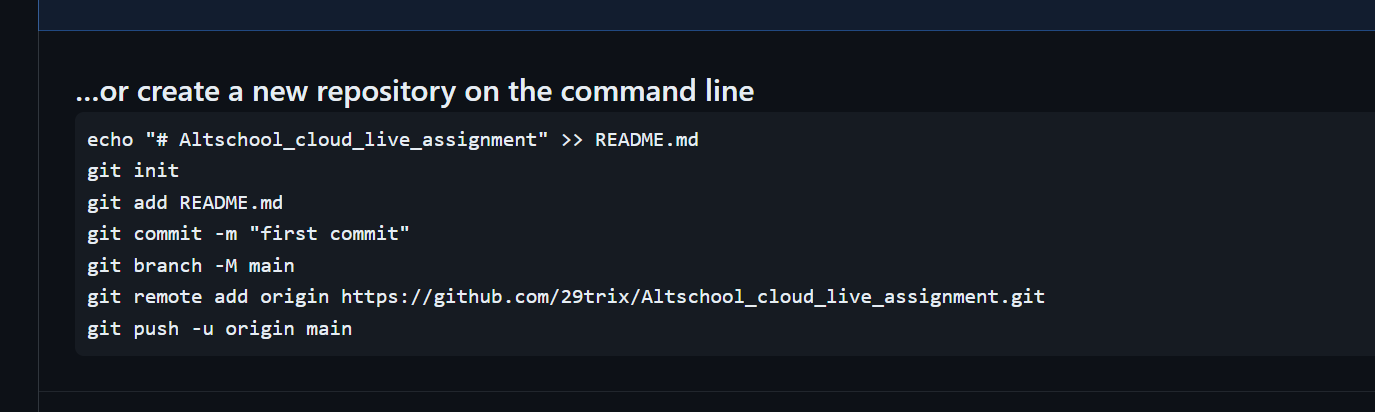 ...or create a new repository on the command line
echo "# Altschool_cloud_live_assignment" >> README.md
git init
git add README.md
git commit -m "first commit"
git branch -M main
git remote add origin https://github.com/29trix/Altschool_cloud_live_assignment.git
git push -u origin main